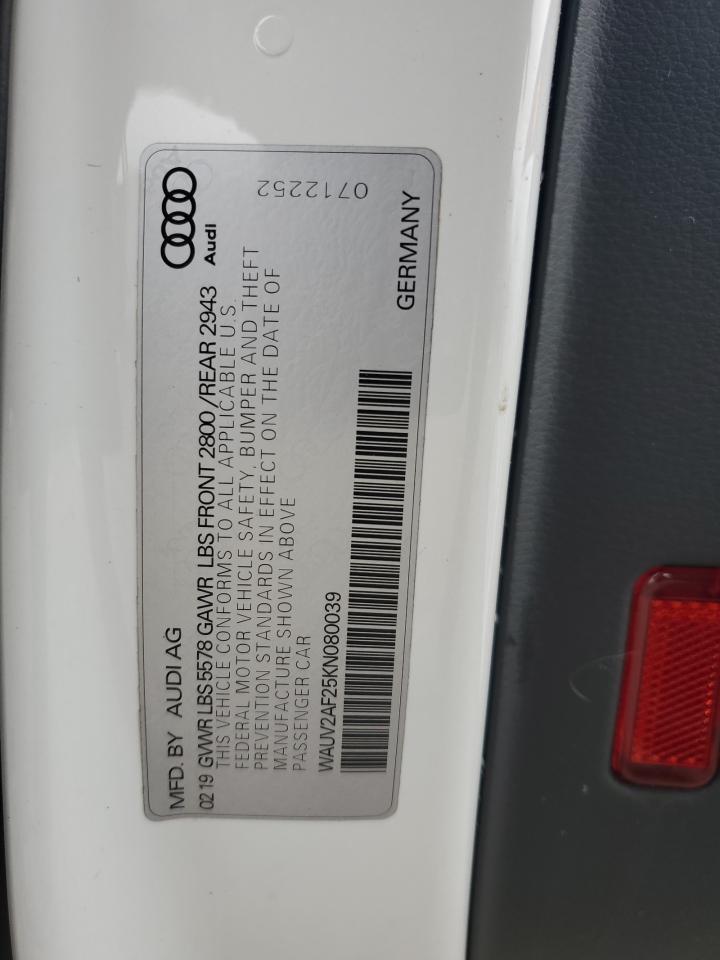 MFD. BY AUDI AG
Audi
02 19 GVWR LBS 5578 GAWR LBS FRONT 2800 / REAR 2943
THIS VEHICLE CONFORMS TO ALL APPLICABLE U.S.
FEDERAL MOTOR VEHICLE SAFETY, BUMPER AND THEFT
PREVENTION STANDARDS IN EFFECT ON THE DATE OF
MANUFACTURE SHOWN ABOVE
PASSENGER CAR
0712252
WAUV2AF25KN080039
GERMANY